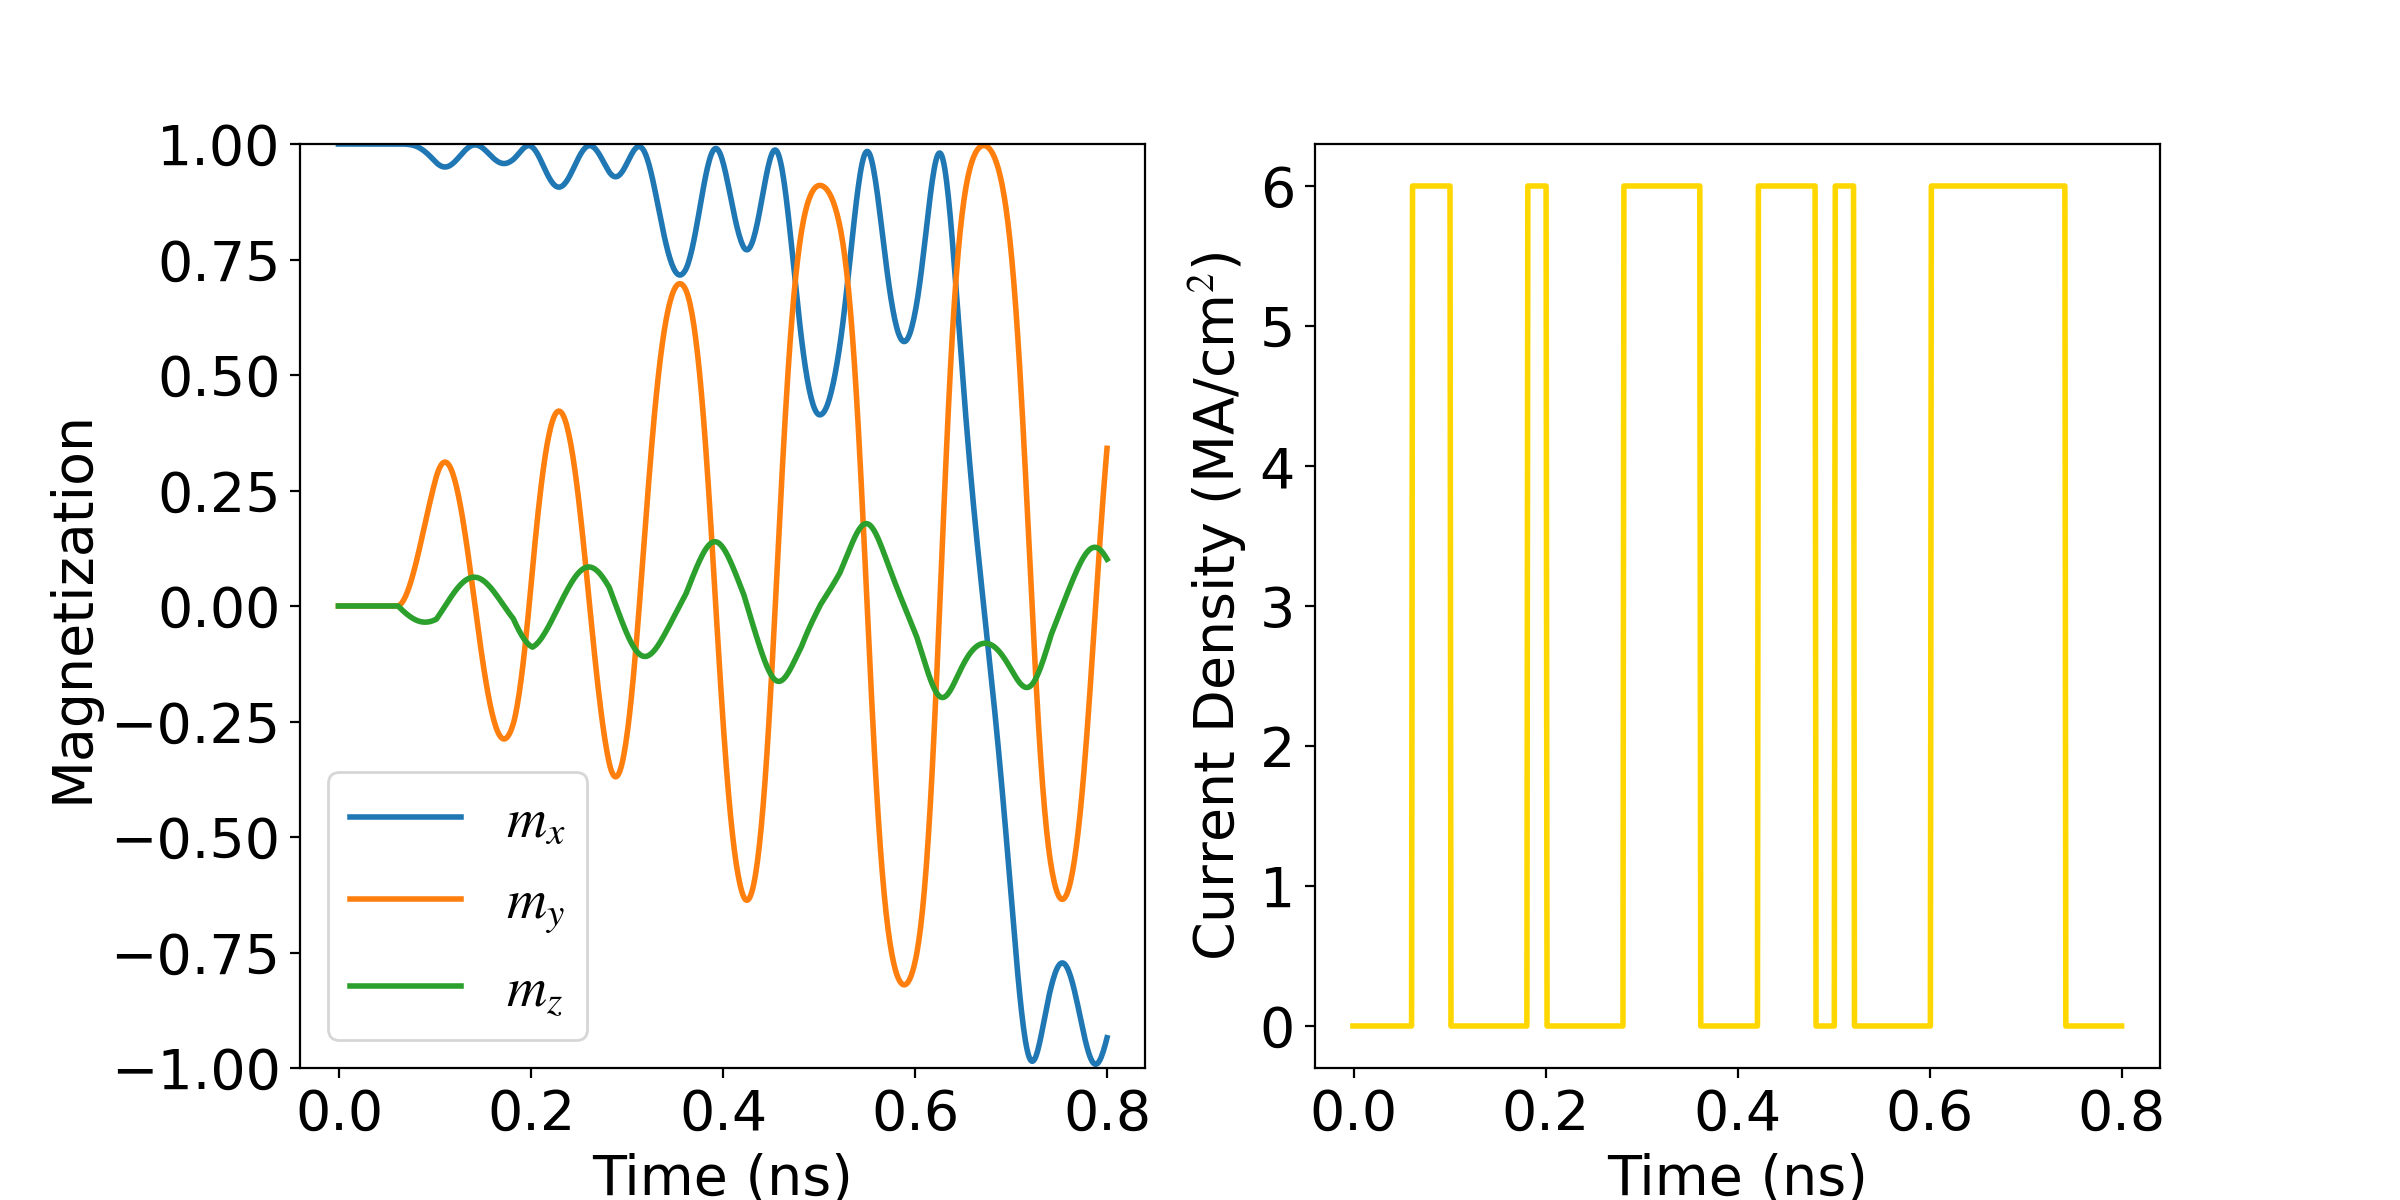 Magnetization
1.00
0.75
0.50
0.25
0.00
−0.25
−0.50
−0.75
−1.00
m_x
m_y
m_z
0.0 0.2 0.4 0.6 0.8
Time (ns)
Current Density (MA/cm²)
6
5
4
3
2
1
0
0.0 0.2 0.4 0.6 0.8
Time (ns)